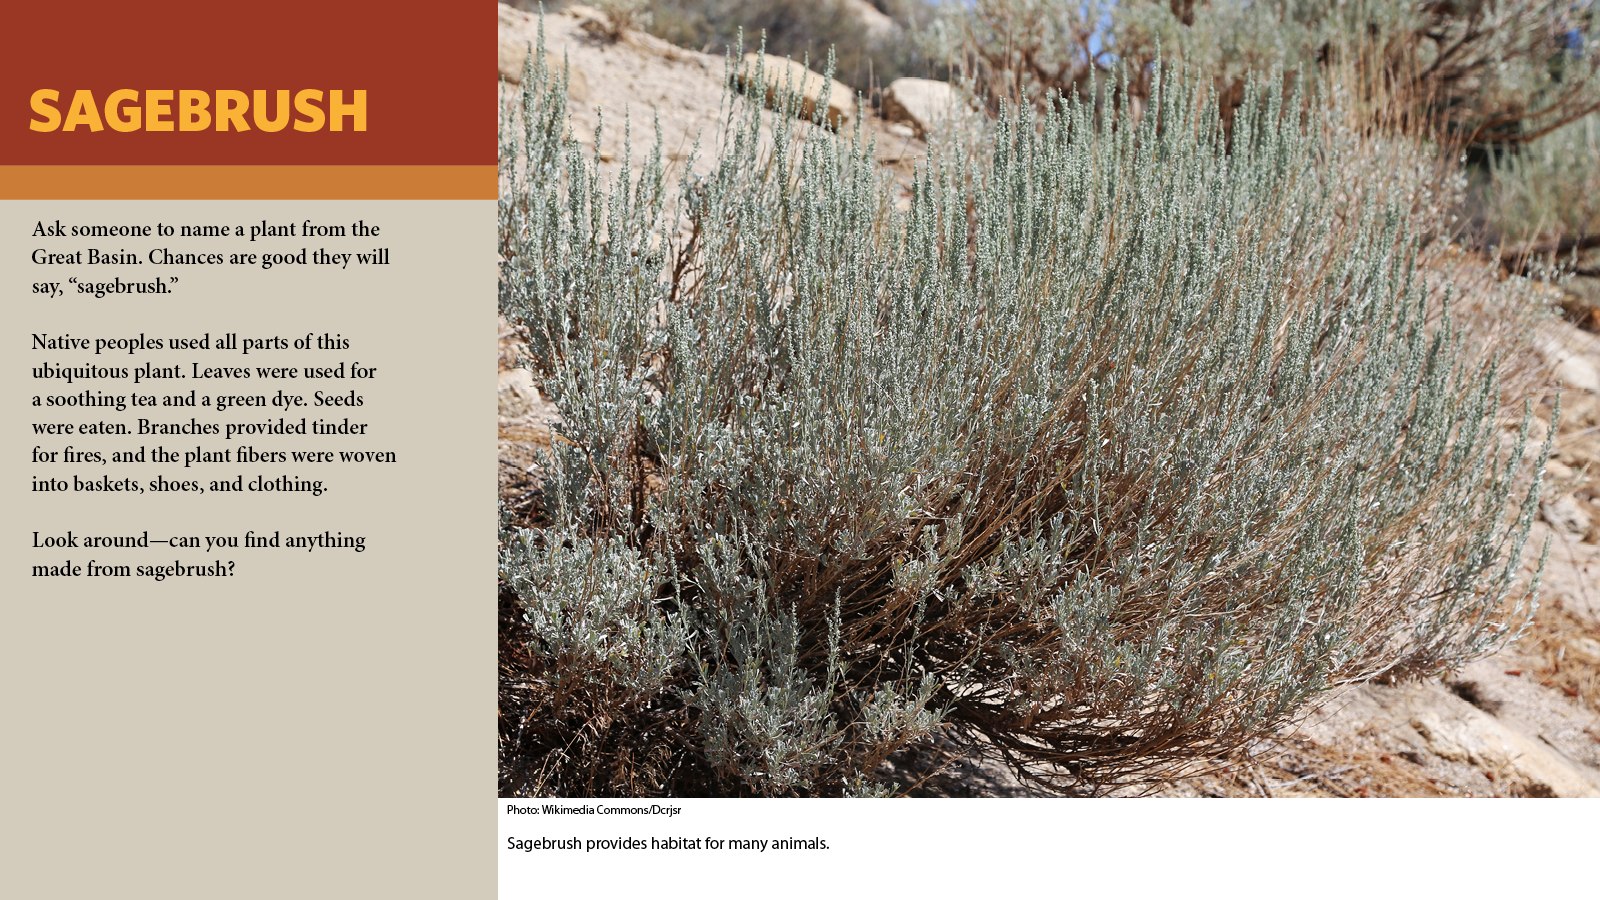 SAGEBRUSH
Ask someone to name a plant from the
Great Basin. Chances are good they will
say, “sagebrush.”
Native peoples used all parts of this
ubiquitous plant. Leaves were used for
a soothing tea and a green dye. Seeds
were eaten. Branches provided tinder
for fires, and the plant fibers were woven
into baskets, shoes, and clothing.
Look around—can you find anything
made from sagebrush?
Photo: Wikimedia Commons/Dcrjsr
Sagebrush provides habitat for many animals.